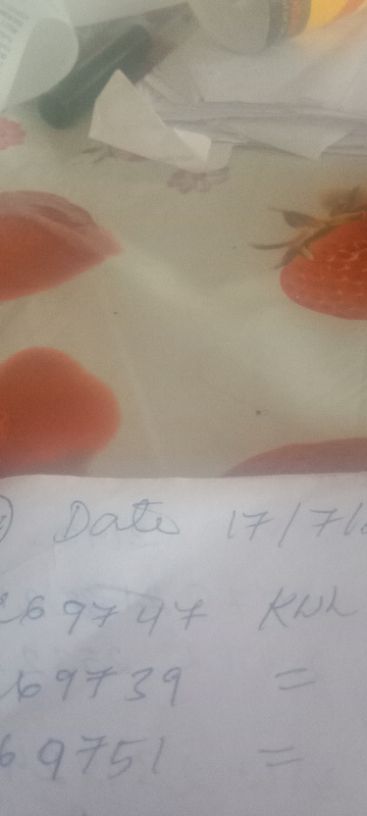 Date 17/7/
69747 KNL
69739 =
69751 =